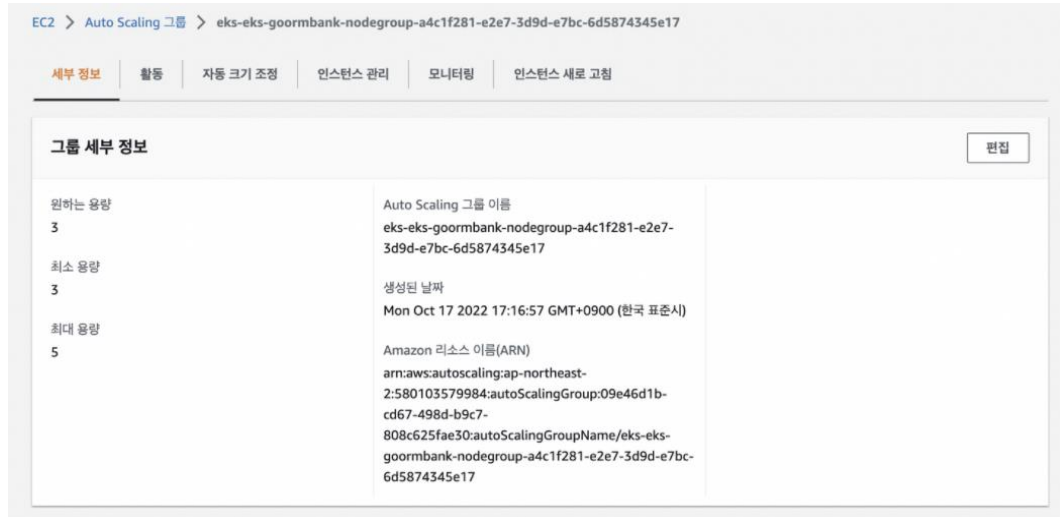 EC2 > Auto Scaling 그룹 > eks-eks-goormbank-nodegroup-a4c1f281-e2e7-3d9d-e7bc-6d5874345e17
세부 정보 활동 자동 크기 조정 인스턴스 관리 모니터링 인스턴스 새로 고침
그룹 세부 정보
편집
원하는 용량
3
최소 용량
3
최대 용량
5
Auto Scaling 그룹 이름
eks-eks-goormbank-nodegroup-a4c1f281-e2e7-
3d9d-e7bc-6d5874345e17
생성된 날짜
Mon Oct 17 2022 17:16:57 GMT+0900 (한국 표준시)
Amazon 리소스 이름(ARN)
arn:aws:autoscaling:ap-northeast-
2:580103579984:autoScalingGroup:09e46d1b-
cd67-498d-b9c7-
808c625fae30:autoScalingGroupName/eks-eks-
goormbank-nodegroup-a4c1f281-e2e7-3d9d-e7bc-
6d5874345e17